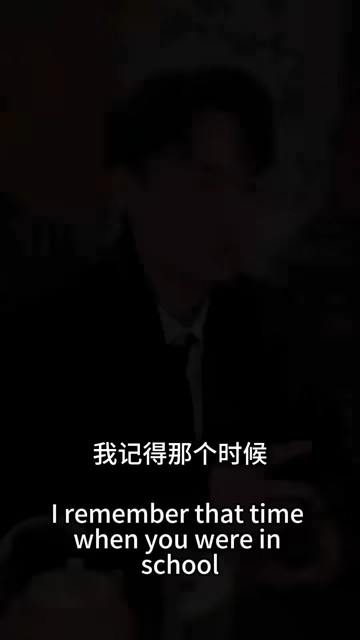 我记得那个时候
I remember that time
when you were in
school